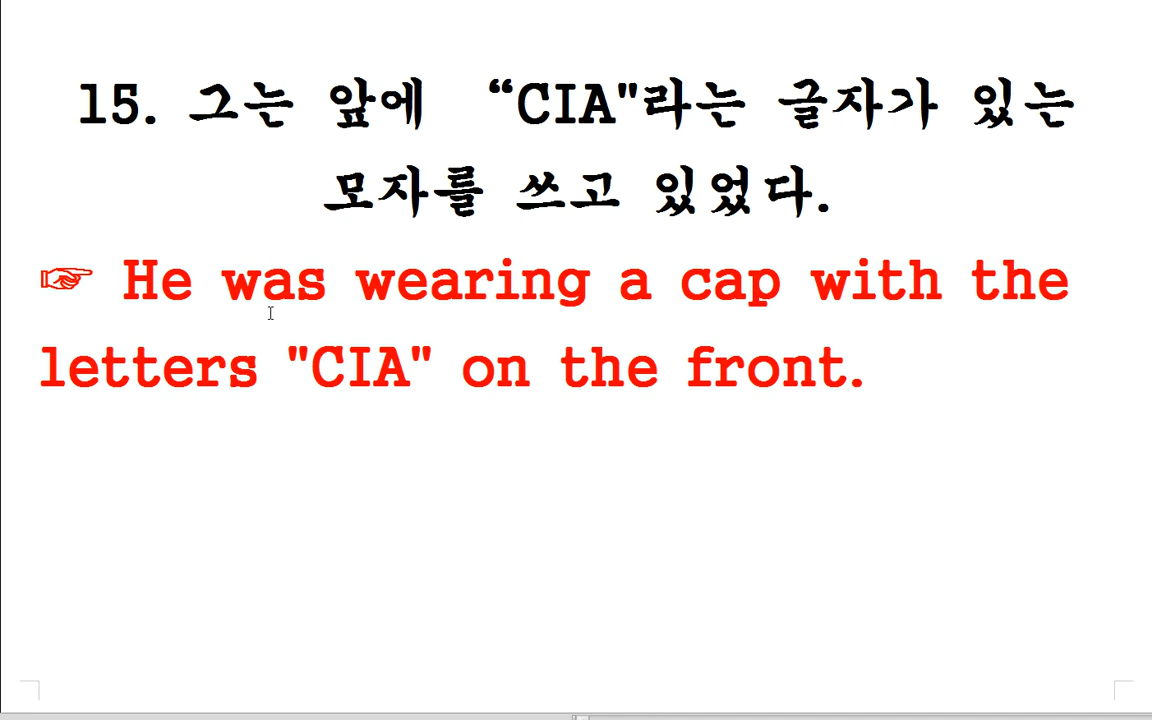 15. 그는 앞에 “CIA"라는 글자가 있는
모자를 쓰고 있었다.
☞ He was wearing a cap with the
letters "CIA" on the front.